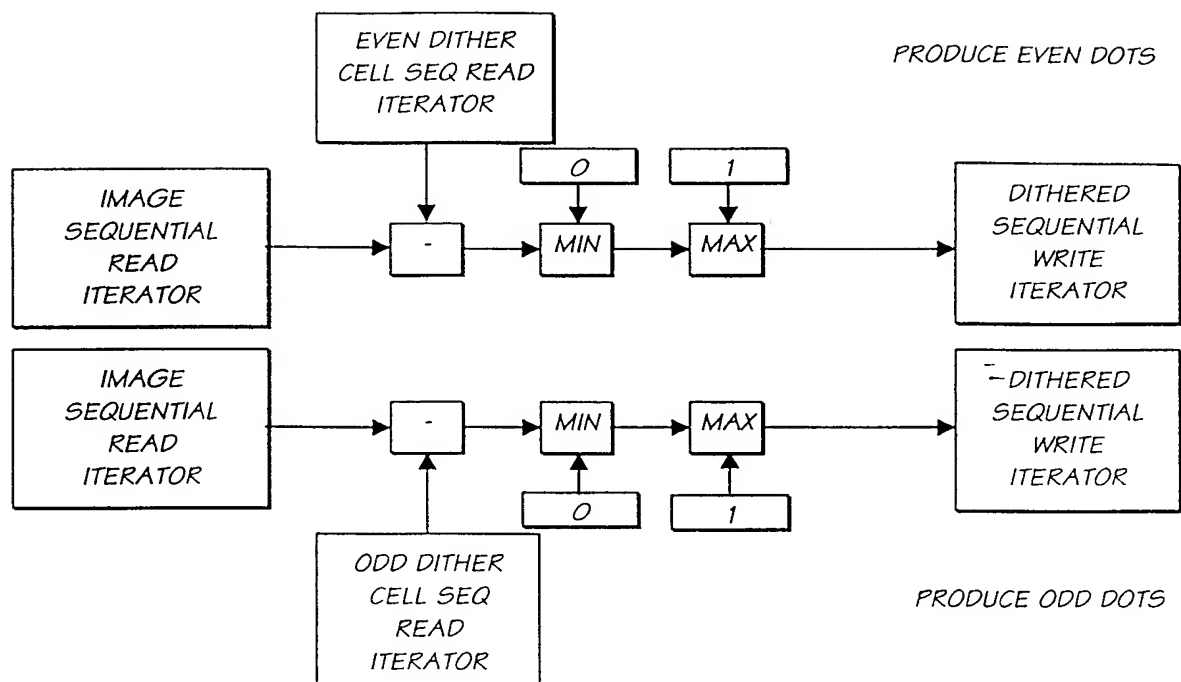 EVEN DITHER
CELL SEQ READ
ITERATOR
PRODUCE EVEN DOTS
0
1
IMAGE
SEQUENTIAL
READ
ITERATOR
-
MIN
MAX
DITHERED
SEQUENTIAL
WRITE
ITERATOR
IMAGE
SEQUENTIAL
READ
ITERATOR
-
MIN
MAX
DITHERED
SEQUENTIAL
WRITE
ITERATOR
0
1
ODD DITHER
CELL SEQ
READ
ITERATOR
PRODUCE ODD DOTS